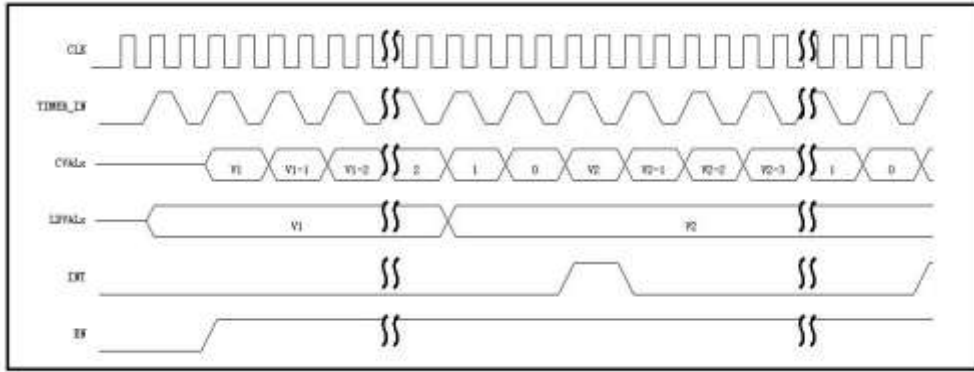 CLK
TIMER_IN
CVALx V1 V1-1 V1-2 2 1 0 V2 V2-1 V2-2 V2-3 1 0
LDVALx V1 V2
INT
EN